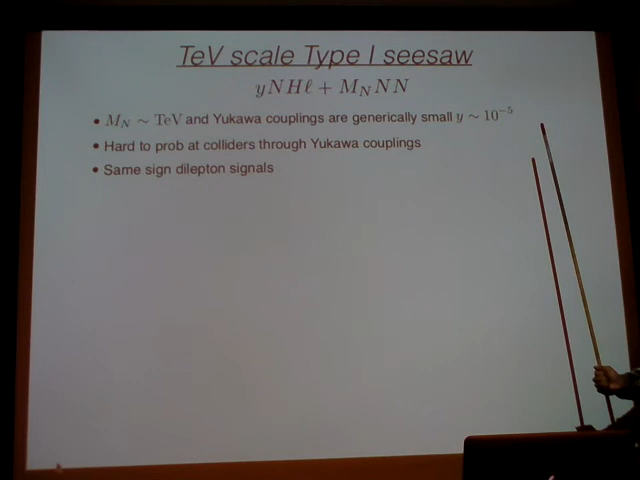 TeV scale Type I seesaw
yNHℓ + M_N NN
• M_N ∼ TeV and Yukawa couplings are generically small y ∼ 10^{-5}
• Hard to prob at colliders through Yukawa couplings
• Same sign dilepton signals